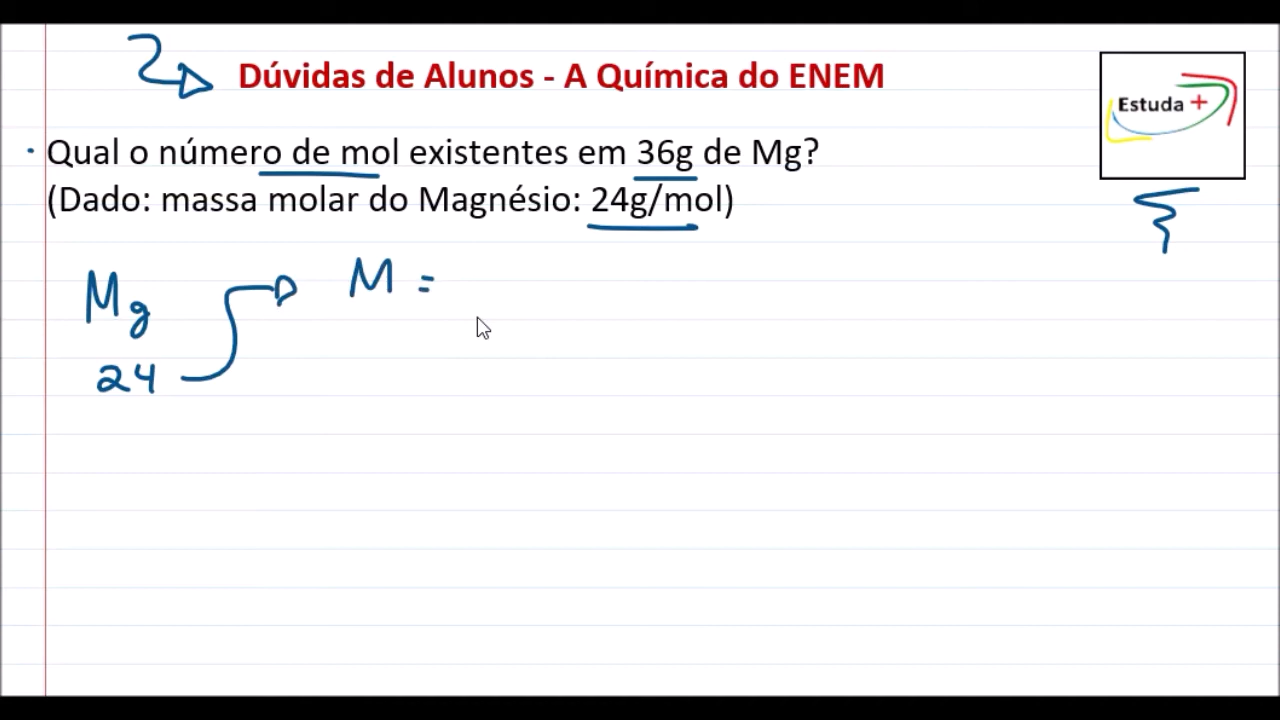 Dúvidas de Alunos - A Química do ENEM
Estuda +
Qual o número de mol existentes em 36g de Mg?
(Dado: massa molar do Magnésio: 24g/mol)
Mg
M =
24